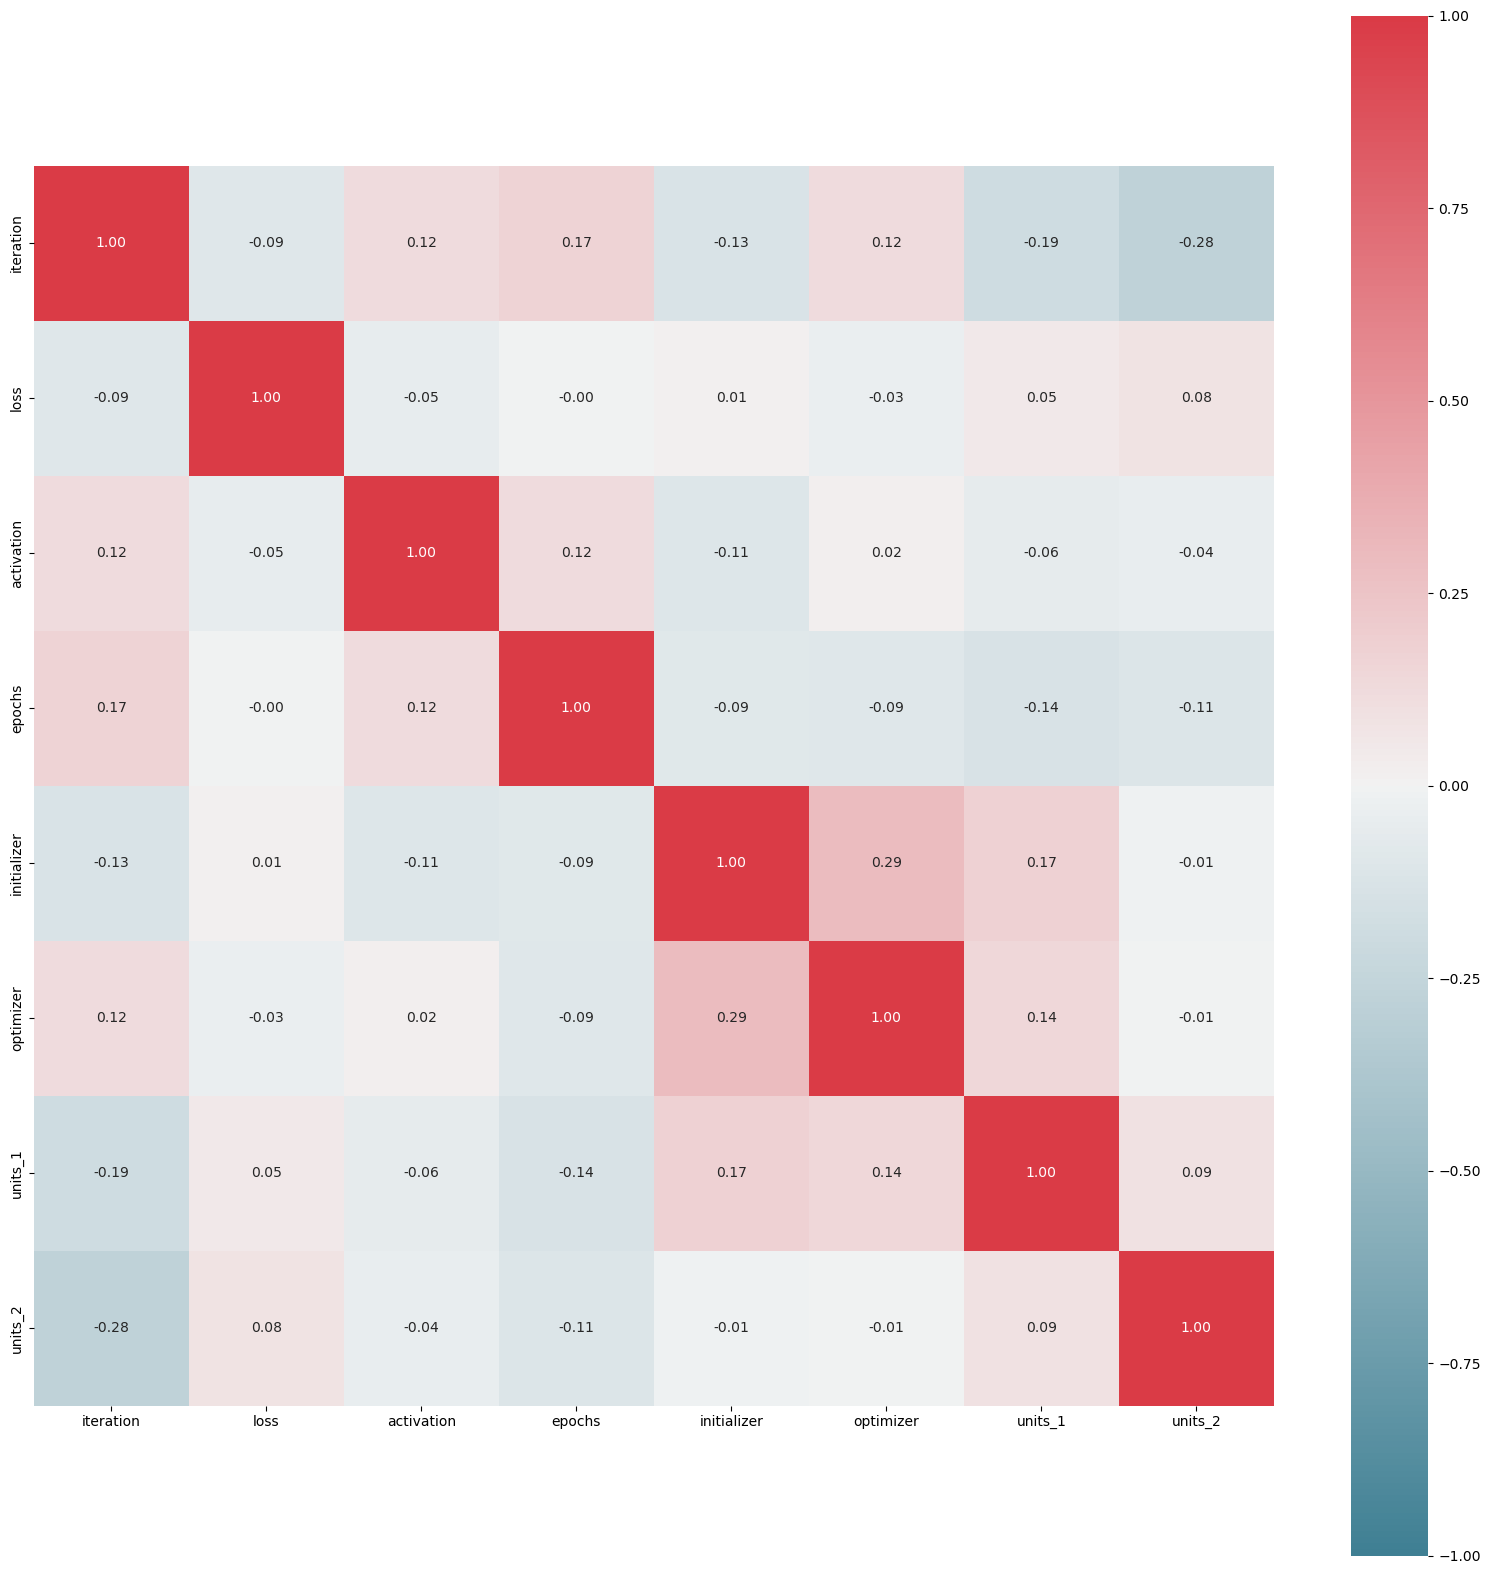 1.00
0.75
0.50
0.25
0.00
−0.25
−0.50
−0.75
−1.00
iteration 1.00 -0.09 0.12 0.17 -0.13 0.12 -0.19 -0.28
loss -0.09 1.00 -0.05 -0.00 0.01 -0.03 0.05 0.08
activation 0.12 -0.05 1.00 0.12 -0.11 0.02 -0.06 -0.04
epochs 0.17 -0.00 0.12 1.00 -0.09 -0.09 -0.14 -0.11
initializer -0.13 0.01 -0.11 -0.09 1.00 0.29 0.17 -0.01
optimizer 0.12 -0.03 0.02 -0.09 0.29 1.00 0.14 -0.01
units_1 -0.19 0.05 -0.06 -0.14 0.17 0.14 1.00 0.09
units_2 -0.28 0.08 -0.04 -0.11 -0.01 -0.01 0.09 1.00
iteration loss activation epochs initializer optimizer units_1 units_2